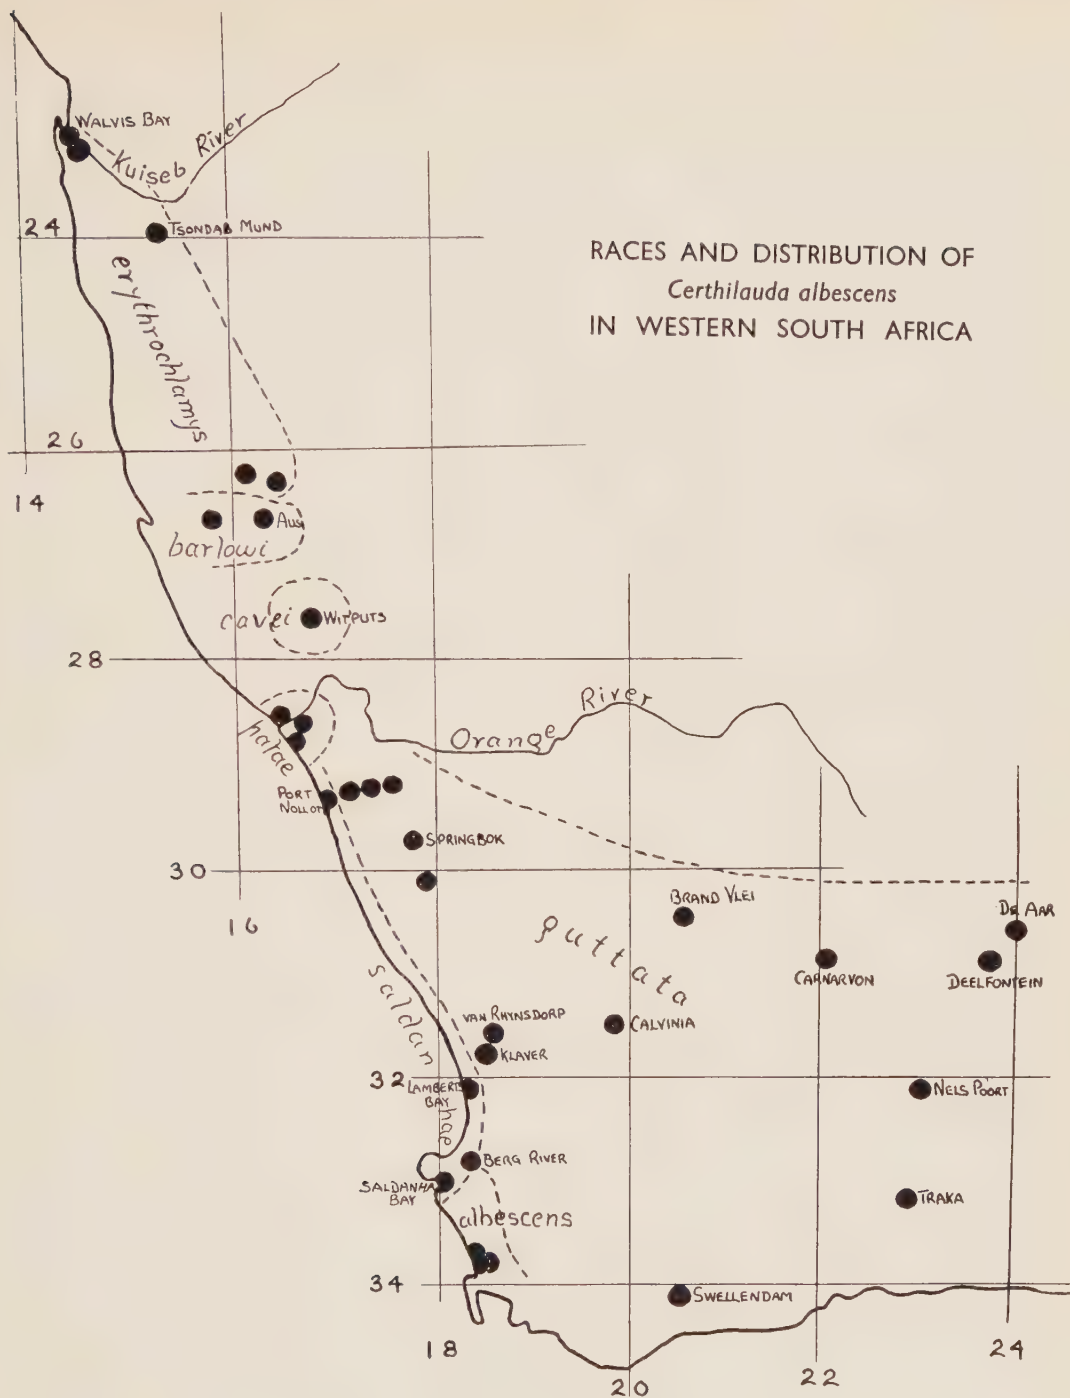 WALVIS BAY
Kuiseb River
24
TSONDAB MUND
RACES AND DISTRIBUTION OF
Certhilauda albescens
IN WESTERN SOUTH AFRICA
erythrochlamys
26
14
AUS
barlowi
cavei
WITPUTS
28
Orange River
PORT
NOLLOTH
SPRINGBOK
30
16
BRAND VLEI
DE AAR
guttata
CARNARVON
DEELFONTEIN
saldanhae
VAN RHYNSDORP
CALVINIA
KLAVER
32
LAMBERTS
BAY
NELS POORT
BERG RIVER
SALDANHA
BAY
TRAKA
albescens
34
SWELLENDAM
18
20
22
24